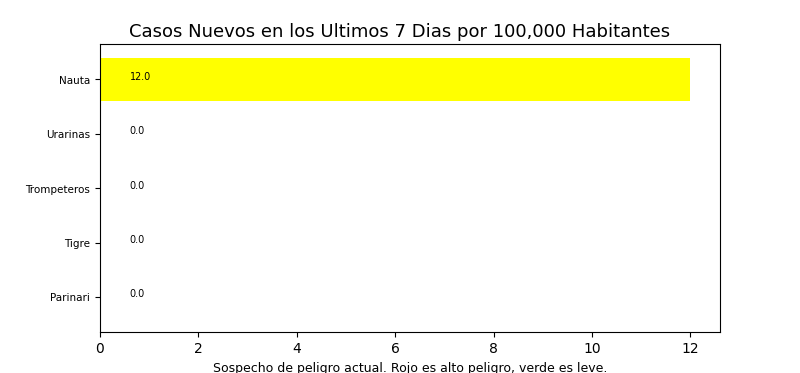 Casos Nuevos en los Ultimos 7 Dias por 100,000 Habitantes
Nauta 12.0
Urarinas 0.0
Trompeteros 0.0
Tigre 0.0
Parinari 0.0
0 2 4 6 8 10 12
Sospecho de peligro actual. Rojo es alto peligro, verde es leve.